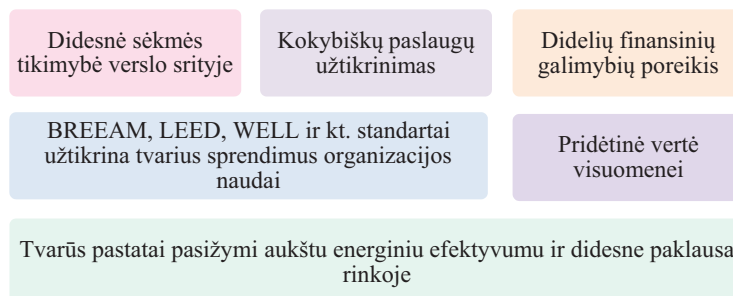 Didesnė sėkmės
tikimybė verslo srityje
Kokybiškų paslaugų
užtikrinimas
Didelių finansinių
galimybių poreikis
BREEAM, LEED, WELL ir kt. standartai
užtikrina tvarius sprendimus organizacijos
naudai
Pridėtinė vertė
visuomenei
Tvarūs pastatai pasižymi aukštu energiniu efektyvumu ir didesne paklausa
rinkoje